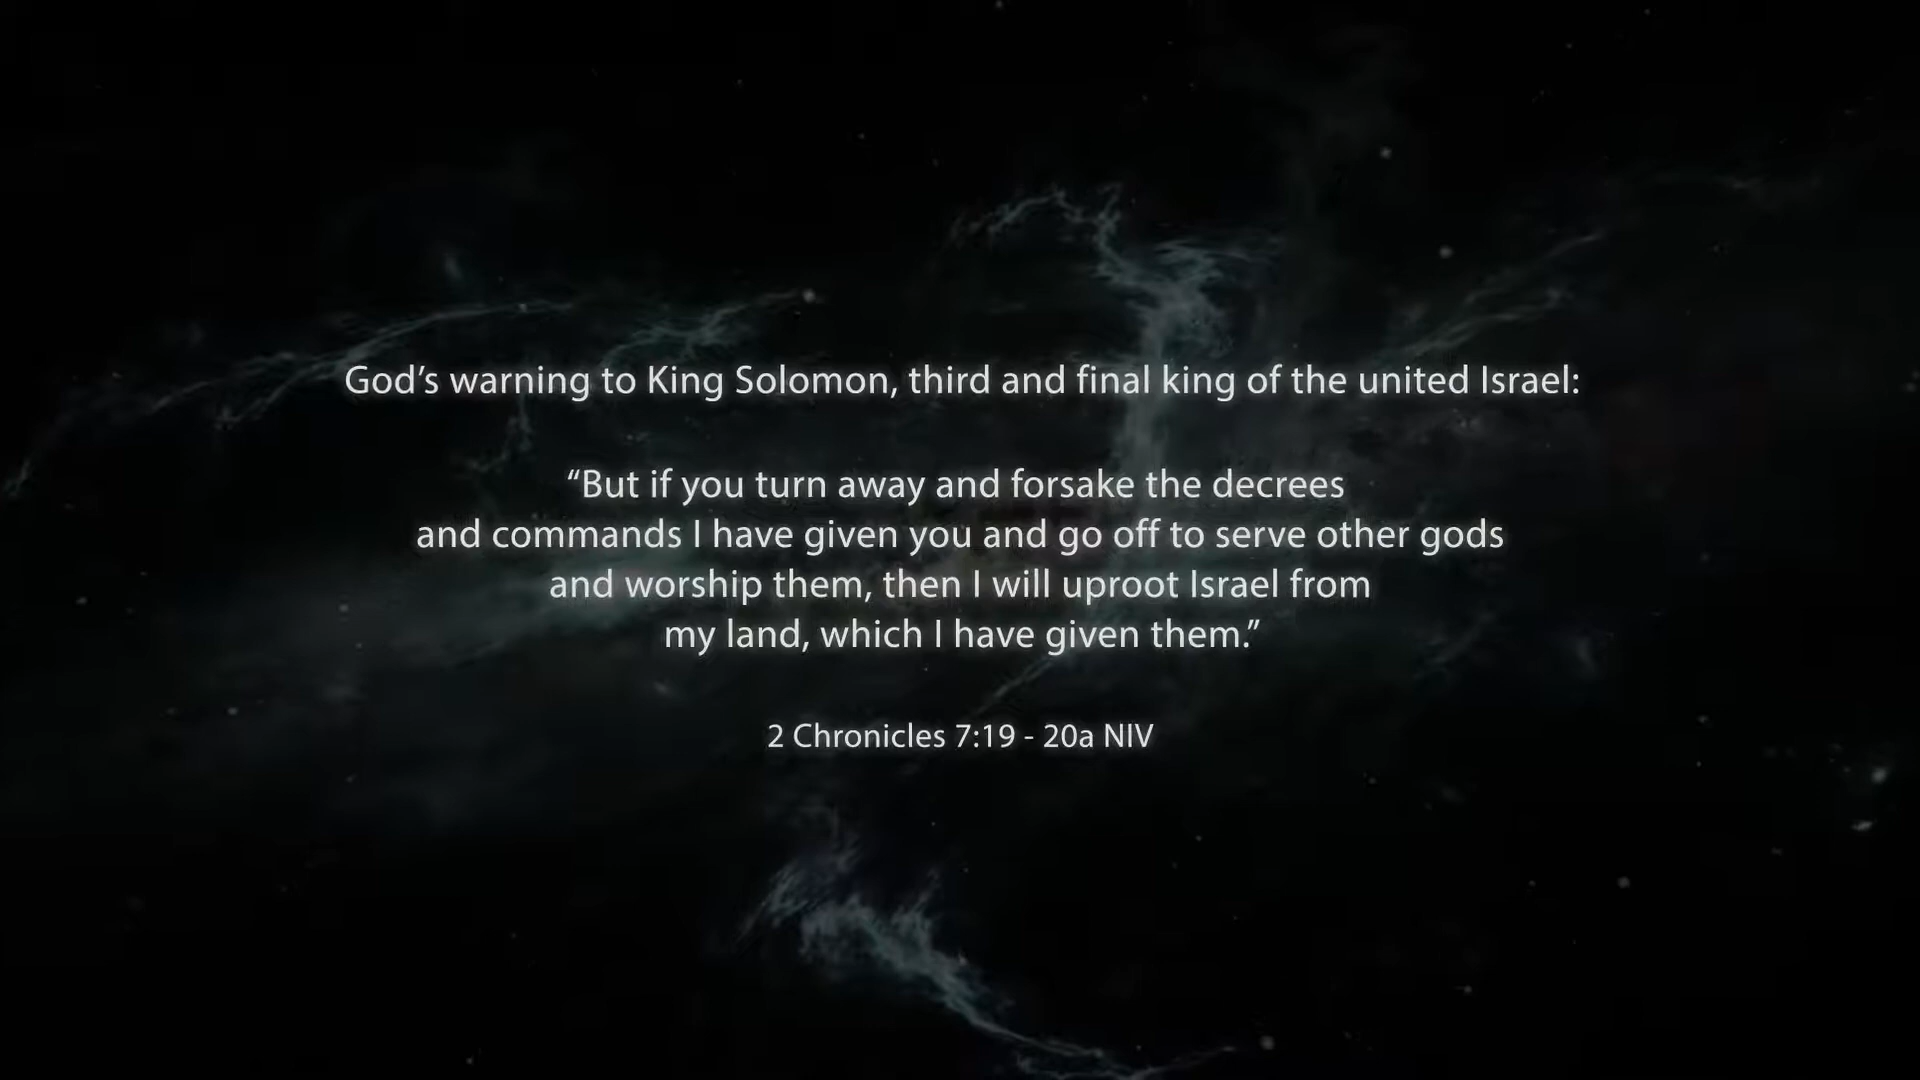 God’s warning to King Solomon, third and final king of the united Israel:
“But if you turn away and forsake the decrees
and commands I have given you and go off to serve other gods
and worship them, then I will uproot Israel from
my land, which I have given them.”
2 Chronicles 7:19 - 20a NIV